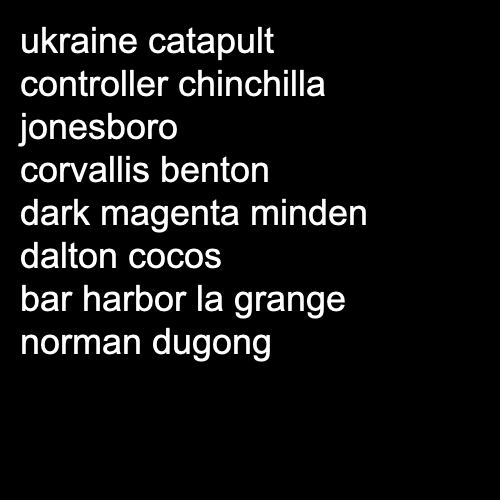 ukraine catapult
controller chinchilla
jonesboro
corvallis benton
dark magenta minden
dalton cocos
bar harbor la grange
norman dugong